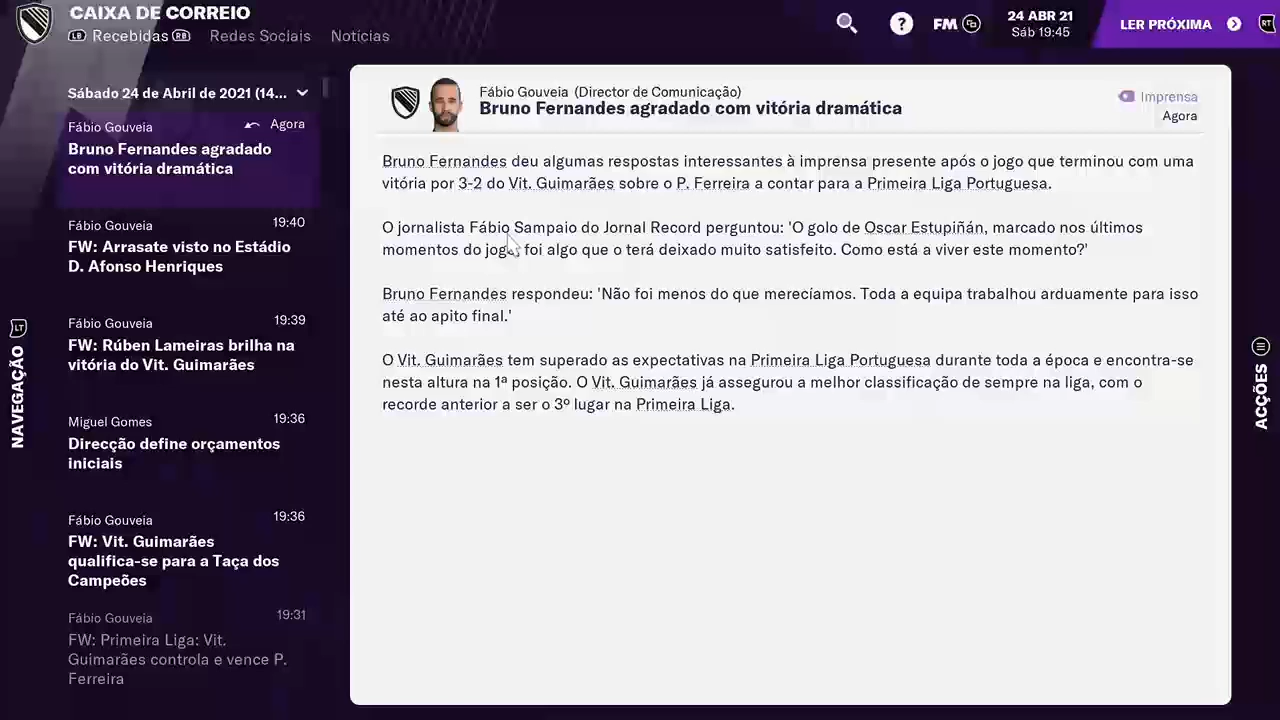 CAIXA DE CORREIO
LB Recebidas RB Redes Sociais Notícias
FM
24 ABR 21
Sáb 19:45
LER PRÓXIMA
RT
Sábado 24 de Abril de 2021 (14...
Fábio Gouveia Agora
Bruno Fernandes agradado
com vitória dramática
Fábio Gouveia 19:40
FW: Arrasate visto no Estádio
D. Afonso Henriques
Fábio Gouveia 19:39
FW: Rúben Lameiras brilha na
vitória do Vit. Guimarães
Miguel Gomes 19:36
Direcção define orçamentos
iniciais
Fábio Gouveia 19:36
FW: Vit. Guimarães
qualifica-se para a Taça dos
Campeões
Fábio Gouveia 19:31
FW: Primeira Liga: Vit.
Guimarães controla e vence P.
Ferreira
NAVEGAÇÃO LT
Fábio Gouveia (Director de Comunicação)
Bruno Fernandes agradado com vitória dramática
Imprensa
Agora
Bruno Fernandes deu algumas respostas interessantes à imprensa presente após o jogo que terminou com uma
vitória por 3-2 do Vit. Guimarães sobre o P. Ferreira a contar para a Primeira Liga Portuguesa.
O jornalista Fábio Sampaio do Jornal Record perguntou: 'O golo de Oscar Estupiñán, marcado nos últimos
momentos do jogo foi algo que o terá deixado muito satisfeito. Como está a viver este momento?'
Bruno Fernandes respondeu: 'Não foi menos do que merecíamos. Toda a equipa trabalhou arduamente para isso
até ao apito final.'
O Vit. Guimarães tem superado as expectativas na Primeira Liga Portuguesa durante toda a época e encontra-se
nesta altura na 1ª posição. O Vit. Guimarães já assegurou a melhor classificação de sempre na liga, com o
recorde anterior a ser o 3º lugar na Primeira Liga.
ACÇÕES